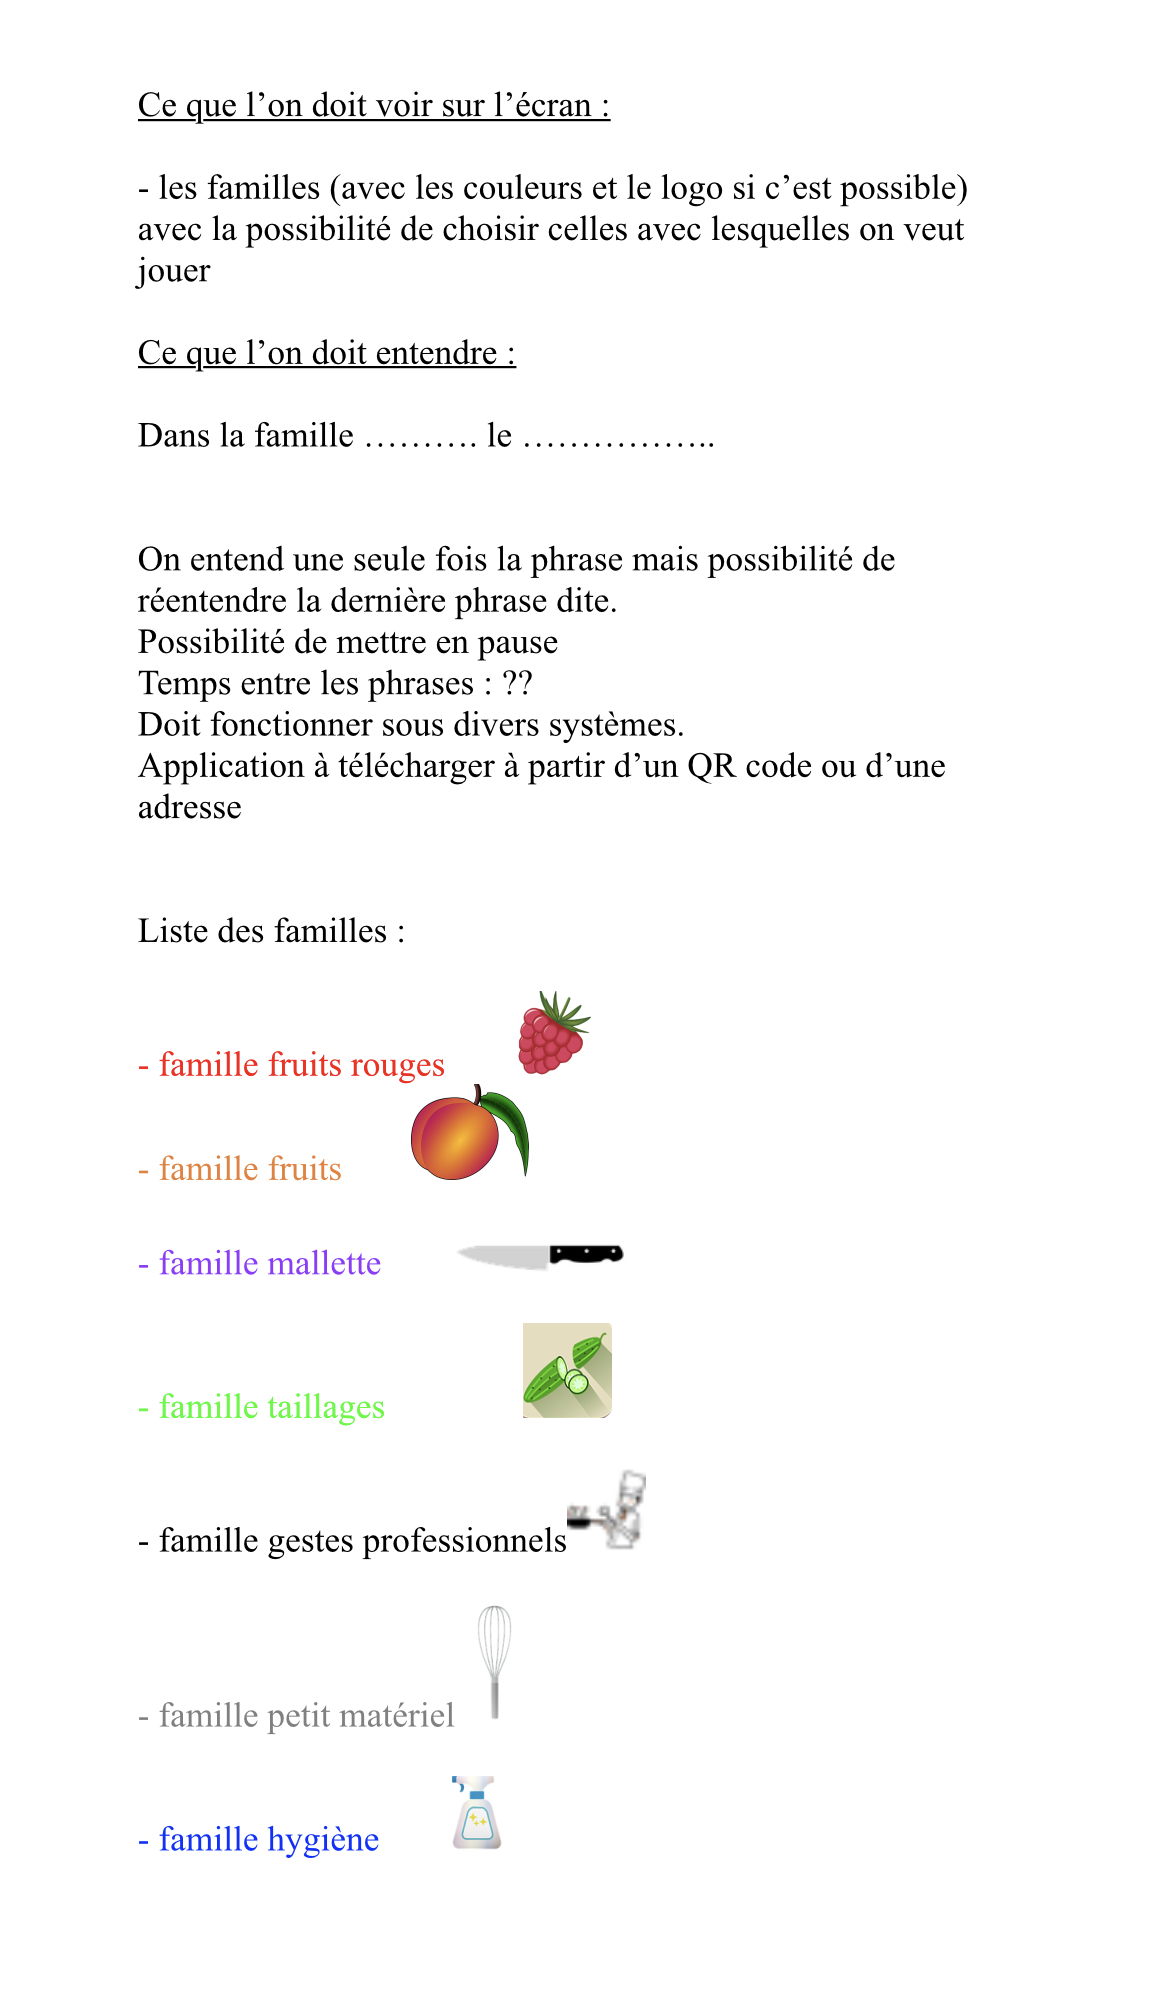 Ce que l’on doit voir sur l’écran :
- les familles (avec les couleurs et le logo si c’est possible)
avec la possibilité de choisir celles avec lesquelles on veut
jouer
Ce que l’on doit entendre :
Dans la famille ………. le ……………..
On entend une seule fois la phrase mais possibilité de
réentendre la dernière phrase dite.
Possibilité de mettre en pause
Temps entre les phrases : ??
Doit fonctionner sous divers systèmes.
Application à télécharger à partir d’un QR code ou d’une
adresse
Liste des familles :
- famille fruits rouges
- famille fruits
- famille mallette
- famille taillages
- famille gestes professionnels
- famille petit matériel
- famille hygiène